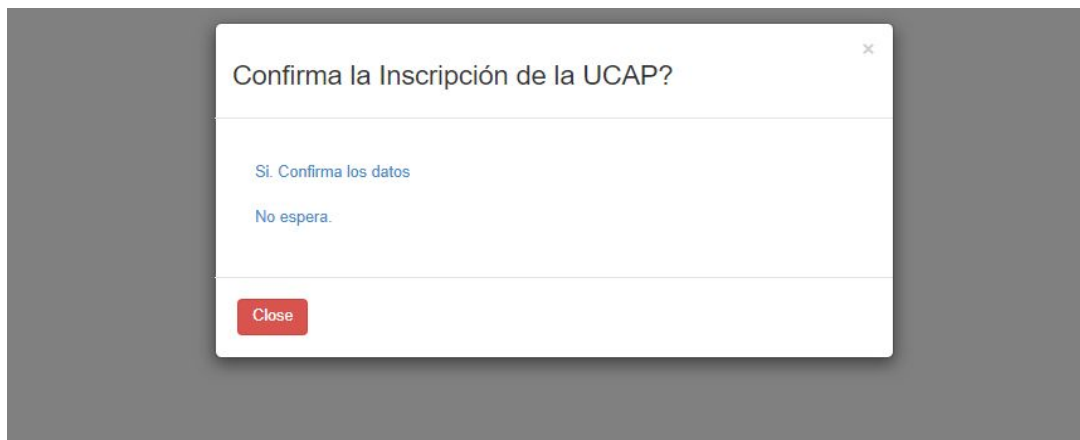 ×
Confirma la Inscripción de la UCAP?
Si. Confirma los datos
No espera.
Close